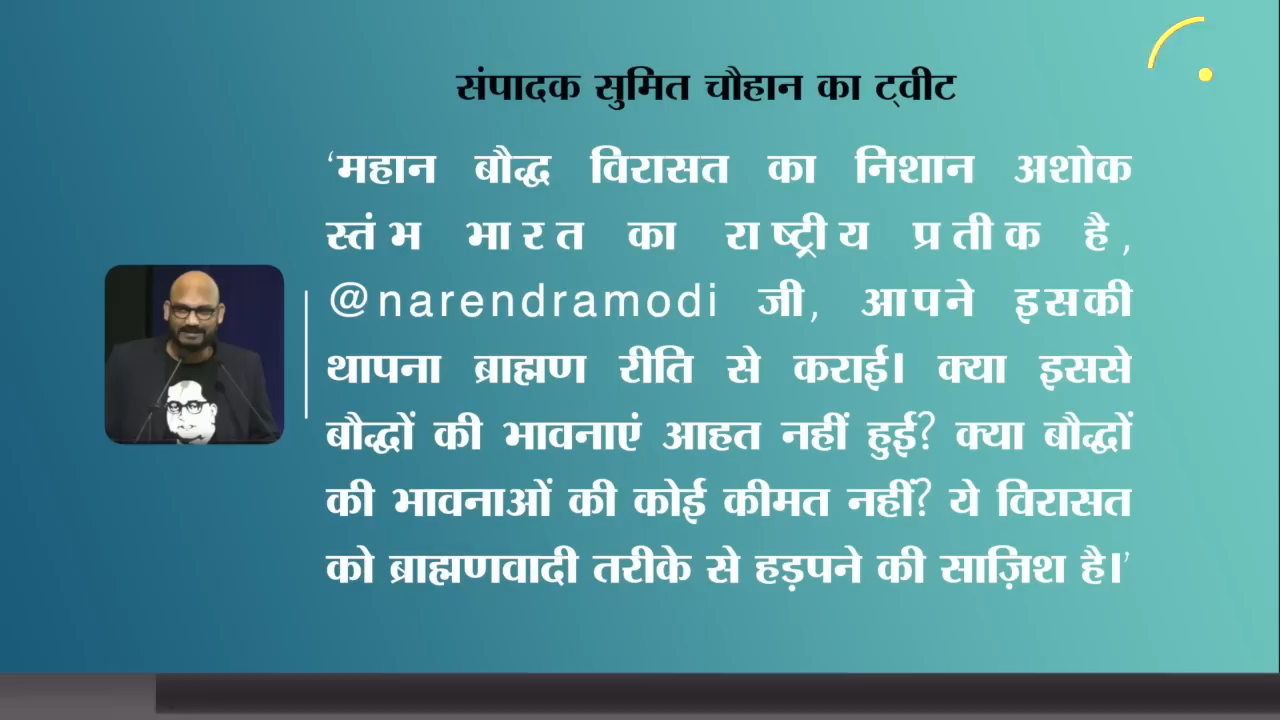 संपादक सुमित चौहान का ट्वीट
‘महान बौद्ध विरासत का निशान अशोक
स्तंभ भारत का राष्ट्रीय प्रतीक है,
@narendramodi जी, आपने इसकी
थापना ब्राह्मण रीति से कराई। क्या इससे
बौद्धों की भावनाएं आहत नहीं हुई? क्या बौद्धों
की भावनाओं की कोई कीमत नहीं? ये विरासत
को ब्राह्मणवादी तरीके से हड़पने की साज़िश है।’